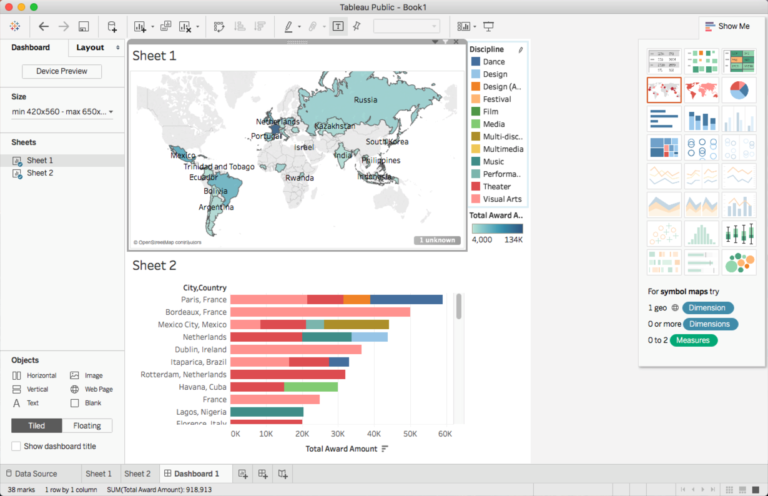 Tableau Public - Book1
Show Me
Dashboard
Layout
Device Preview
Size
min 420x560 - max 650x...
Sheets
Sheet 1
Sheet 2
Objects
Horizontal
Image
Vertical
Web Page
Text
Blank
Tiled
Floating
Show dashboard title
Sheet 1
Russia
Netherlands
Kazakhstan
Portugal
South Korea
Israel
Mexico
India
Philippines
Trinidad and Tobago
Ecuador
Rwanda
Indonesia
Bolivia
Argentina
© OpenStreetMap contributors
1 unknown
Discipline
Dance
Design
Design (A..
Festival
Film
Media
Multi-disc..
Multimedia
Music
Performa..
Theater
Visual Arts
Total Award A..
4,000
134K
Sheet 2
City,Country
Paris, France
Bordeaux, France
Mexico City, Mexico
Netherlands
Dublin, Ireland
Itaparica, Brazil
Rotterdam, Netherlands
Havana, Cuba
France
Lagos, Nigeria
Florence, Italy
0K 10K 20K 30K 40K 50K 60K
Total Award Amount
For symbol maps try
1 geo Dimension
0 or more Dimensions
0 to 2 Measures
Data Source
Sheet 1
Sheet 2
Dashboard 1
38 marks
1 row by 1 column
SUM(Total Award Amount): 918,913